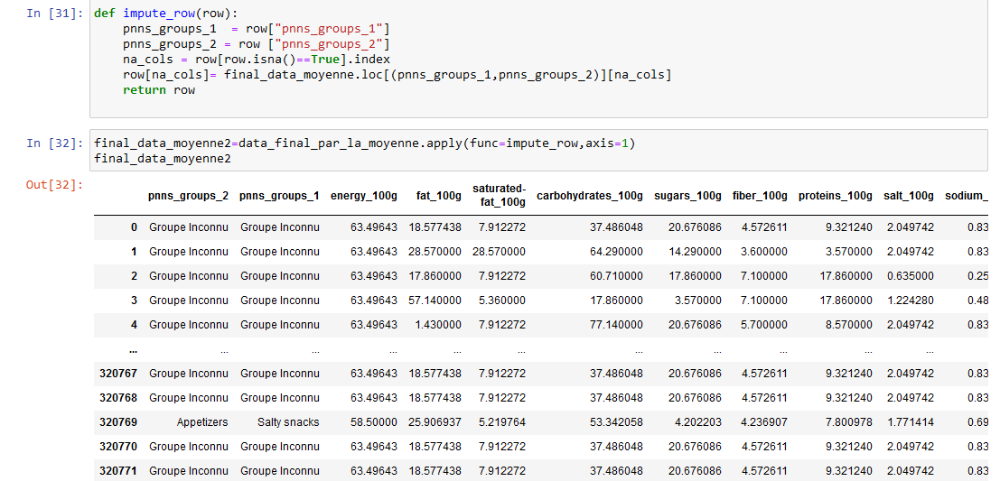 In [31]: def impute_row(row):
pnns_groups_1  = row["pnns_groups_1"]
pnns_groups_2 = row ["pnns_groups_2"]
na_cols = row[row.isna()==True].index
row[na_cols]= final_data_moyenne.loc[(pnns_groups_1,pnns_groups_2)][na_cols]
return row
In [32]: final_data_moyenne2=data_final_par_la_moyenne.apply(func=impute_row,axis=1)
final_data_moyenne2
Out[32]:
pnns_groups_2 pnns_groups_1 energy_100g fat_100g saturated-fat_100g carbohydrates_100g sugars_100g fiber_100g proteins_100g salt_100g sodium_
0 Groupe Inconnu Groupe Inconnu 63.49643 18.577438 7.912272 37.486048 20.676086 4.572611 9.321240 2.049742 0.83
1 Groupe Inconnu Groupe Inconnu 63.49643 28.570000 28.570000 64.290000 14.290000 3.600000 3.570000 2.049742 0.83
2 Groupe Inconnu Groupe Inconnu 63.49643 17.860000 7.912272 60.710000 17.860000 7.100000 17.860000 0.635000 0.25
3 Groupe Inconnu Groupe Inconnu 63.49643 57.140000 5.360000 17.860000 3.570000 7.100000 17.860000 1.224280 0.48
4 Groupe Inconnu Groupe Inconnu 63.49643 1.430000 7.912272 77.140000 20.676086 5.700000 8.570000 2.049742 0.83
... ... ... ... ... ... ... ... ... ... ...
320767 Groupe Inconnu Groupe Inconnu 63.49643 18.577438 7.912272 37.486048 20.676086 4.572611 9.321240 2.049742 0.83
320768 Groupe Inconnu Groupe Inconnu 63.49643 18.577438 7.912272 37.486048 20.676086 4.572611 9.321240 2.049742 0.83
320769 Appetizers Salty snacks 58.50000 25.906937 5.219764 53.342058 4.202203 4.236907 7.800978 1.771414 0.69
320770 Groupe Inconnu Groupe Inconnu 63.49643 18.577438 7.912272 37.486048 20.676086 4.572611 9.321240 2.049742 0.83
320771 Groupe Inconnu Groupe Inconnu 63.49643 18.577438 7.912272 37.486048 20.676086 4.572611 9.321240 2.049742 0.83